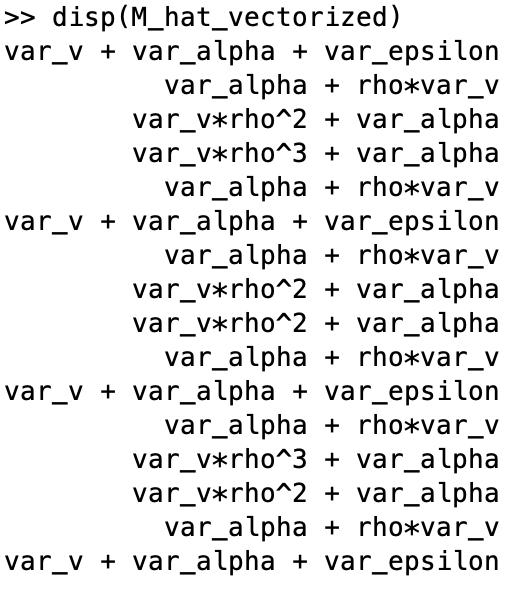 >> disp(M_hat_vectorized)
var_v + var_alpha + var_epsilon
var_alpha + rho*var_v
var_v*rho^2 + var_alpha
var_v*rho^3 + var_alpha
var_alpha + rho*var_v
var_v + var_alpha + var_epsilon
var_alpha + rho*var_v
var_v*rho^2 + var_alpha
var_v*rho^2 + var_alpha
var_alpha + rho*var_v
var_v + var_alpha + var_epsilon
var_alpha + rho*var_v
var_v*rho^3 + var_alpha
var_v*rho^2 + var_alpha
var_alpha + rho*var_v
var_v + var_alpha + var_epsilon